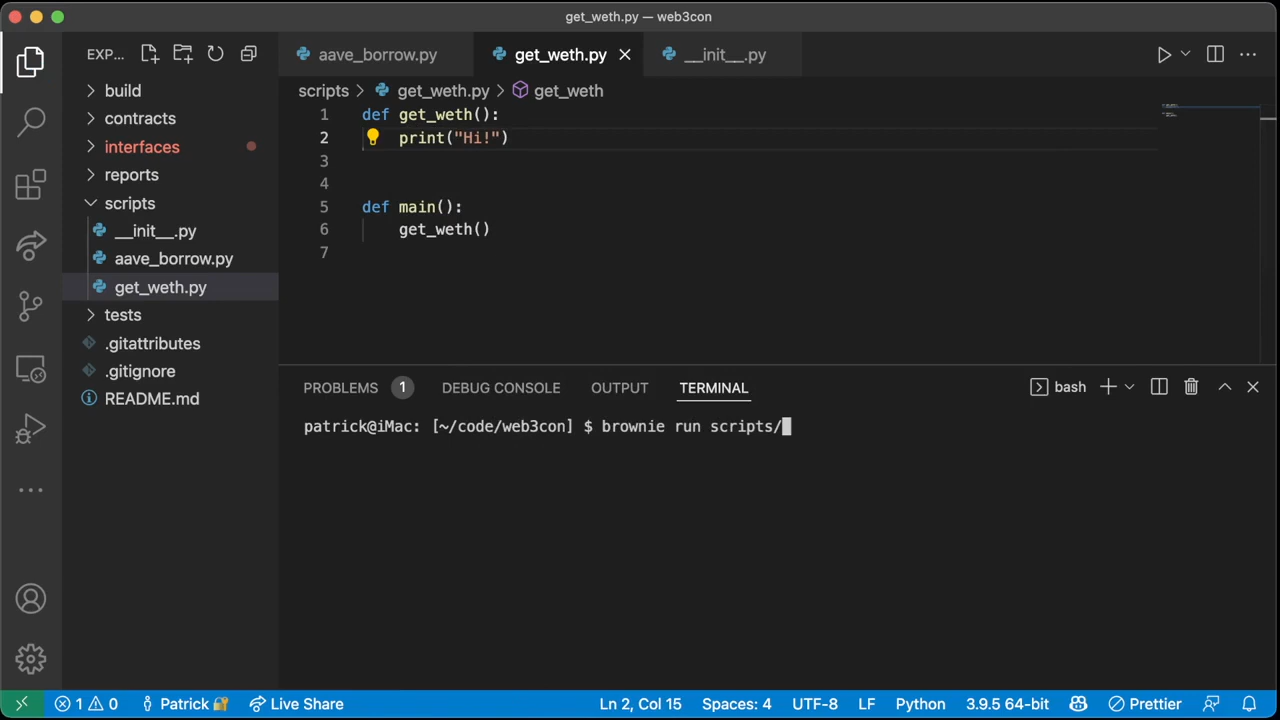 get_weth.py — web3con
EXP...
aave_borrow.py
get_weth.py
__init__.py
scripts > get_weth.py > get_weth
build
contracts
interfaces
reports
scripts
__init__.py
aave_borrow.py
get_weth.py
tests
.gitattributes
.gitignore
README.md
1 def get_weth():
2 print("Hi!")
3
4
5 def main():
6 get_weth()
7
PROBLEMS 1 DEBUG CONSOLE OUTPUT TERMINAL bash
patrick@iMac: [~/code/web3con] $ brownie run scripts/
1 0 Patrick Live Share Ln 2, Col 15 Spaces: 4 UTF-8 LF Python 3.9.5 64-bit Prettier